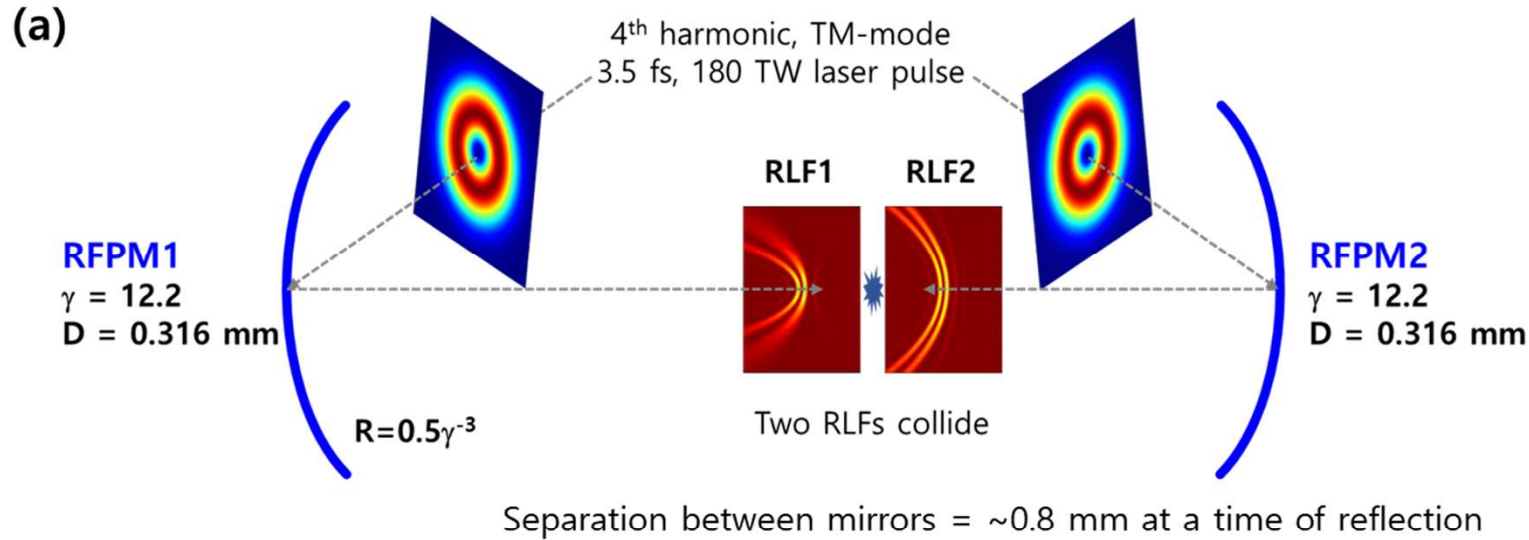 (a)
4th harmonic, TM-mode
3.5 fs, 180 TW laser pulse
RLF1
RLF2
RFPM1
γ = 12.2
D = 0.316 mm
RFPM2
γ = 12.2
D = 0.316 mm
R=0.5γ-3
Two RLFs collide
Separation between mirrors = ~0.8 mm at a time of reflection